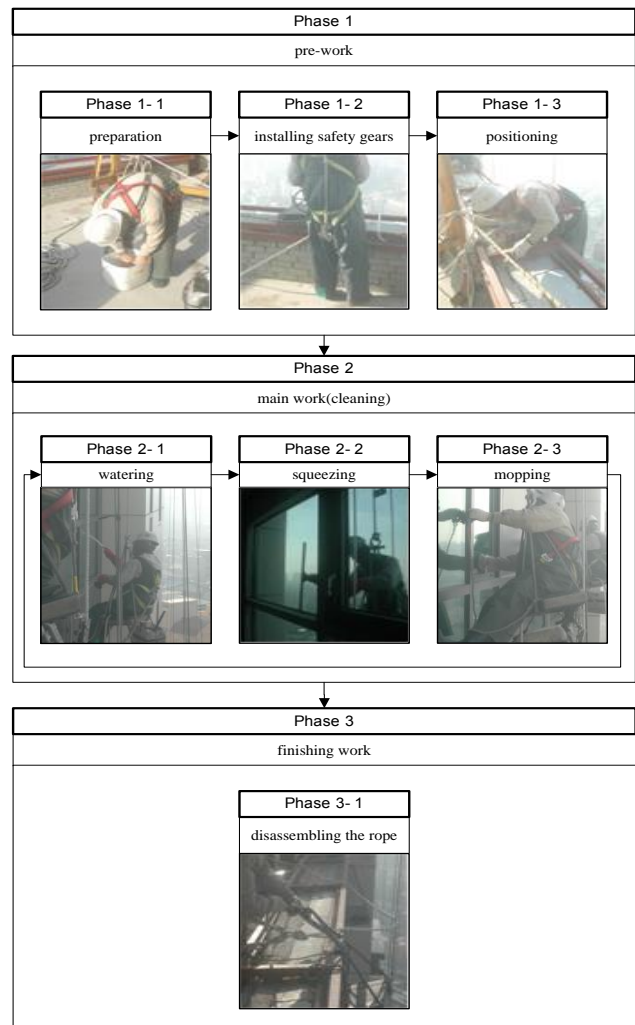 Phase 1
pre-work
Phase 1- 1
preparation
Phase 1- 2
installing safety gears
Phase 1- 3
positioning
Phase 2
main work(cleaning)
Phase 2- 1
watering
Phase 2- 2
squeezing
Phase 2- 3
mopping
Phase 3
finishing work
Phase 3- 1
disassembling the rope